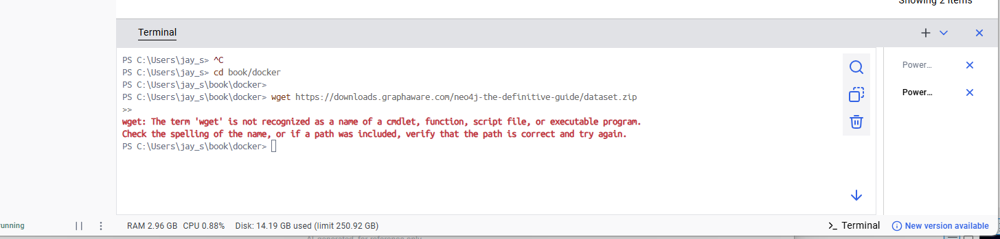 Showing 2 items
Terminal
PS C:\Users\jay_s> ^C
PS C:\Users\jay_s> cd book/docker
PS C:\Users\jay_s\book\docker>
PS C:\Users\jay_s\book\docker> wget https://downloads.graphaware.com/neo4j-the-definitive-guide/dataset.zip
>>
wget: The term 'wget' is not recognized as a name of a cmdlet, function, script file, or executable program.
Check the spelling of the name, or if a path was included, verify that the path is correct and try again.
PS C:\Users\jay_s\book\docker>
Power...
Power...
unning
RAM 2.96 GB CPU 0.88% Disk: 14.19 GB used (limit 250.92 GB)
Terminal
New version available